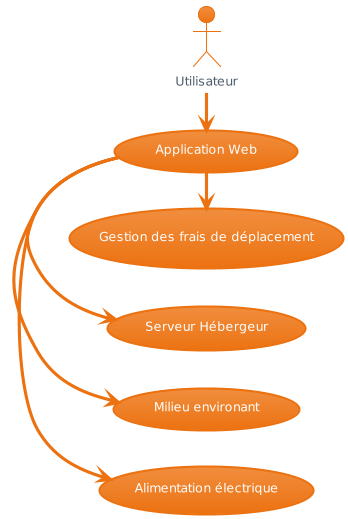 Utilisateur
Application Web
Gestion des frais de déplacement
Serveur Hébergeur
Milieu environant
Alimentation électrique